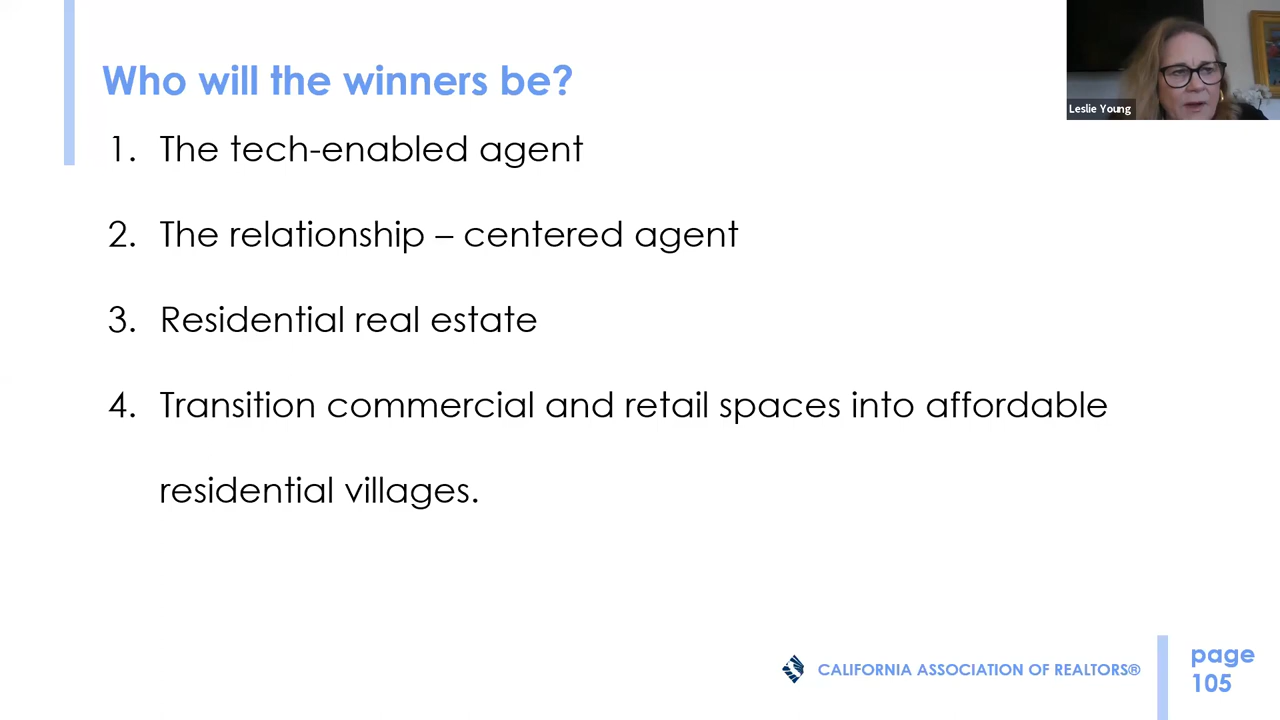 Who will the winners be?
Leslie Young
1. The tech-enabled agent
2. The relationship – centered agent
3. Residential real estate
4. Transition commercial and retail spaces into affordable
residential villages.
CALIFORNIA ASSOCIATION OF REALTORS®
page
105